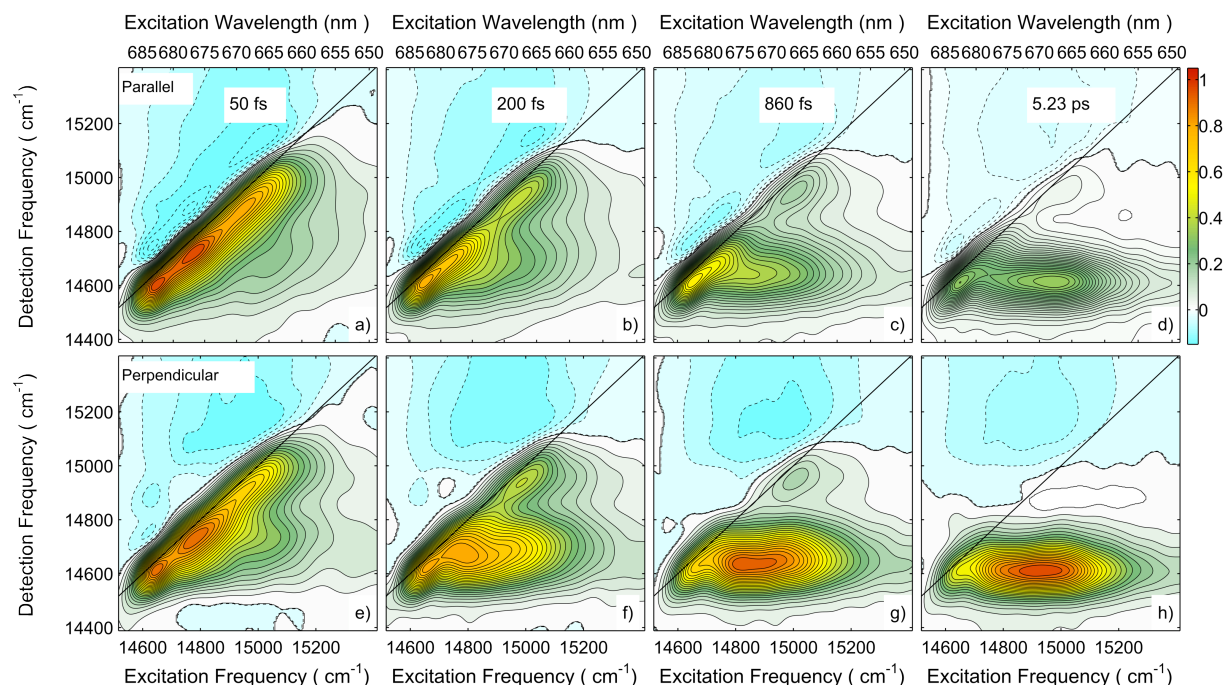 Excitation Wavelength (nm ) Excitation Wavelength (nm ) Excitation Wavelength (nm ) Excitation Wavelength (nm )
685 680 675 670 665 660 655 650 685 680 675 670 665 660 655 650 685 680 675 670 665 660 655 650 685 680 675 670 665 660 655 650
Parallel
50 fs 200 fs 860 fs 5.23 ps
1
0.8
0.6
0.4
0.2
0
Detection Frequency ( cm⁻¹)
15200
15000
14800
14600
14400
a) b) c) d)
Perpendicular
Detection Frequency ( cm⁻¹)
15200
15000
14800
14600
14400
e) f) g) h)
14600 14800 15000 15200 14600 14800 15000 15200 14600 14800 15000 15200 14600 14800 15000 15200
Excitation Frequency ( cm⁻¹) Excitation Frequency ( cm⁻¹) Excitation Frequency ( cm⁻¹) Excitation Frequency ( cm⁻¹)